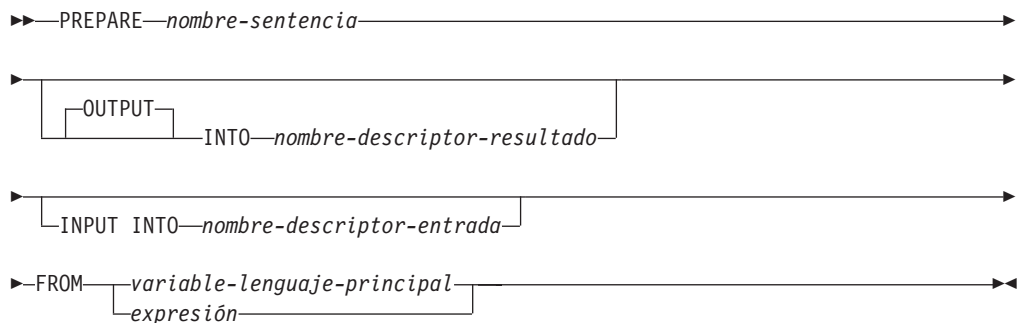 PREPARE nombre-sentencia
OUTPUT
INTO nombre-descriptor-resultado
INPUT INTO nombre-descriptor-entrada
FROM variable-lenguaje-principal
expresión